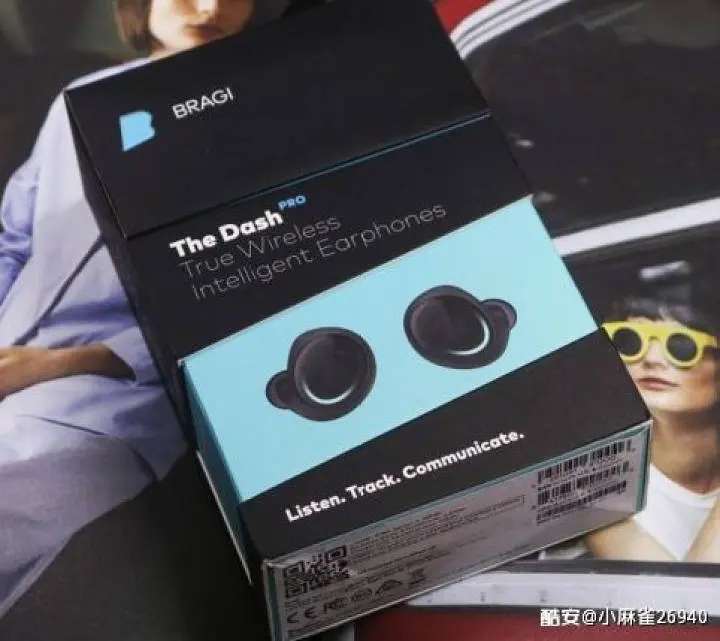 BRAGI
The Dash PRO
True Wireless
Intelligent Earphones
Listen. Track. Communicate.
酷安@小麻雀26940